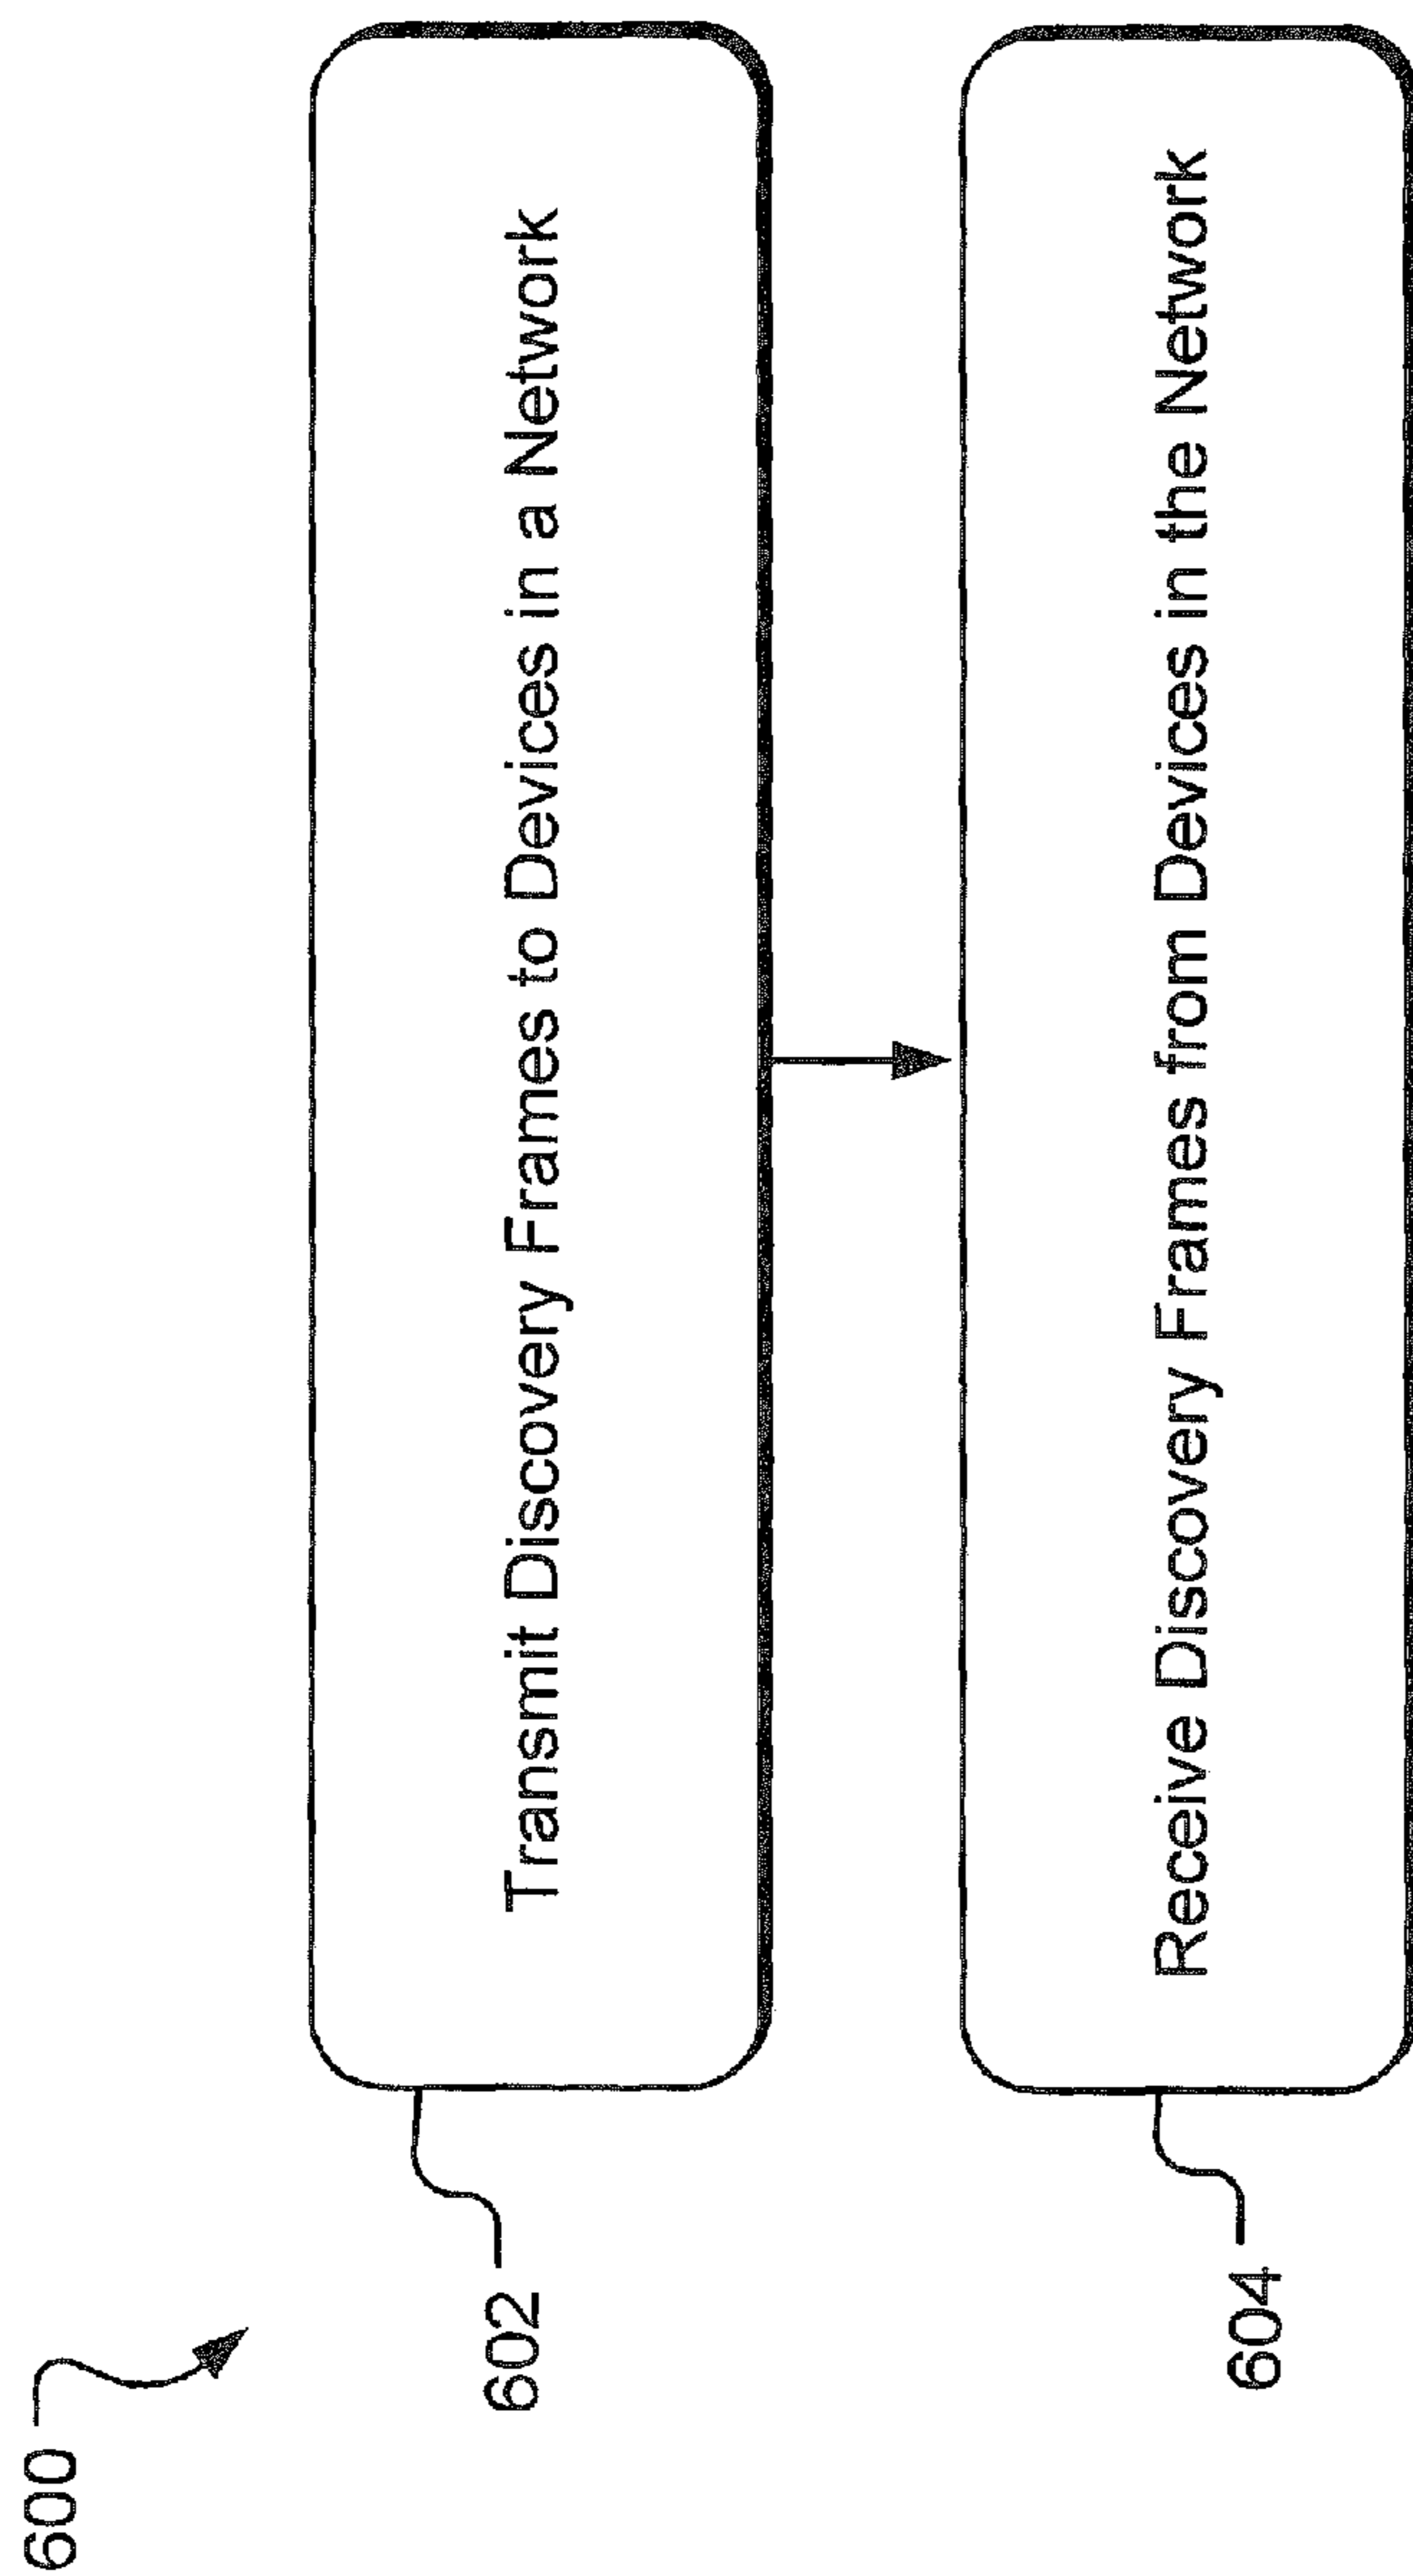 600
602
Transmit Discovery Frames to Devices in a Network
604
Receive Discovery Frames from Devices in the Network